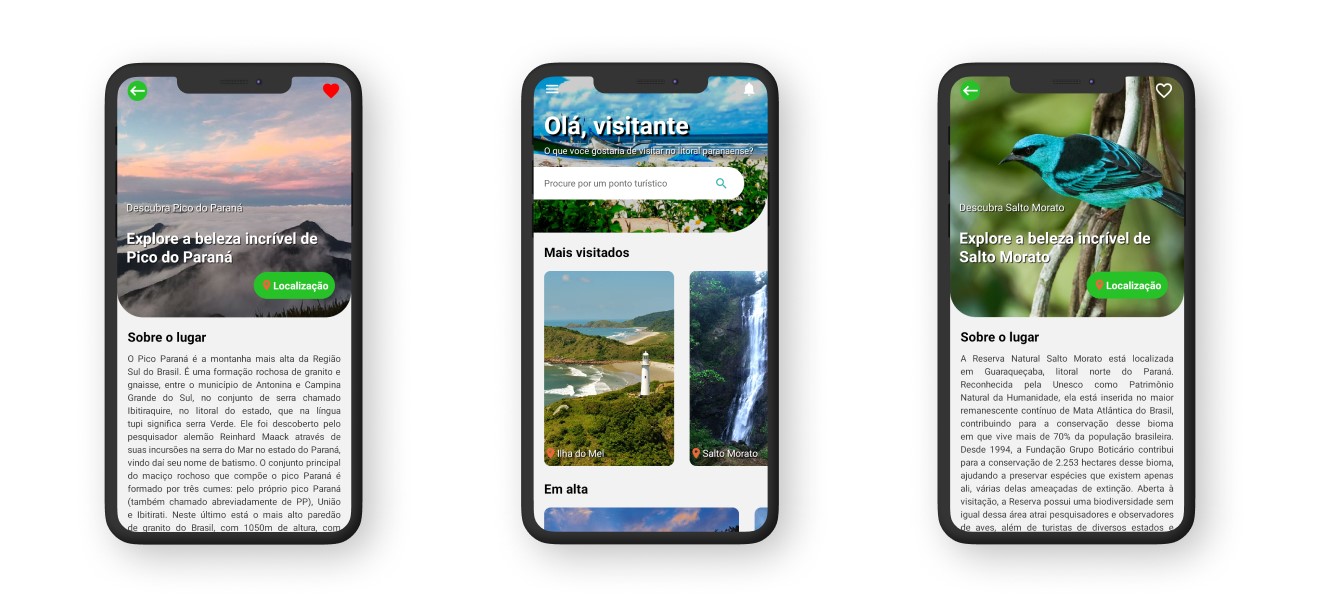 Descubra Pico do Paraná
Explore a beleza incrível de
Pico do Paraná
Localização
Sobre o lugar
O Pico Paraná é a montanha mais alta da Região
Sul do Brasil. É uma formação rochosa de granito e
gnaisse, entre o município de Antonina e Campina
Grande do Sul, no conjunto de serra chamado
Ibitiraquire, no litoral do estado, que na língua
tupi significa serra Verde. Ele foi descoberto pelo
pesquisador alemão Reinhard Maack através de
suas incursões na serra do Mar no estado do Paraná,
vindo daí seu nome de batismo. O conjunto principal
do maciço rochoso que compõe o pico Paraná é
formado por três cumes: pelo próprio pico Paraná
(também chamado abreviadamente de PP), União
e Ibitirati. Neste último está o mais alto paredão
de granito do Brasil, com 1050m de altura, com
Olá, visitante
O que você gostaria de visitar no litoral paranaense?
Procure por um ponto turístico
Mais visitados
Ilha do Mel
Salto Morato
Em alta
Descubra Salto Morato
Explore a beleza incrível de
Salto Morato
Localização
Sobre o lugar
A Reserva Natural Salto Morato está localizada
em Guaraqueçaba, litoral norte do Paraná.
Reconhecida pela Unesco como Patrimônio
Natural da Humanidade, ela está inserida no maior
remanescente contínuo de Mata Atlântica do Brasil,
contribuindo para a conservação desse bioma
em que vive mais de 70% da população brasileira.
Desde 1994, a Fundação Grupo Boticário contribui
para a conservação de 2.253 hectares desse bioma,
ajudando a preservar espécies que existem apenas
ali, várias delas ameaçadas de extinção. Aberta à
visitação, a Reserva possui uma biodiversidade sem
igual dessa área atrai pesquisadores e observadores
de aves, além de turistas de diversos estados e